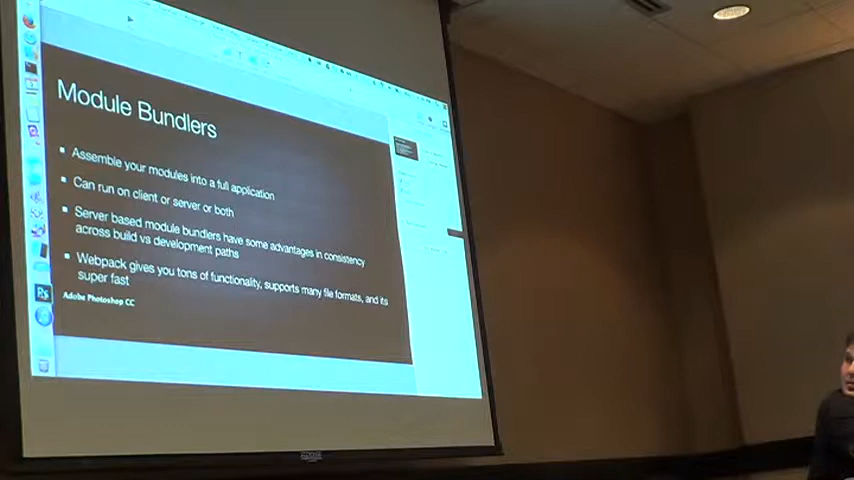 Module Bundlers
Assemble your modules into a full application
Can run on client or server or both
Server based module bundlers have some advantages in consistency
across build vs development paths
Webpack gives you tons of functionality, supports many file formats, and its
super fast
Adobe Photoshop CC